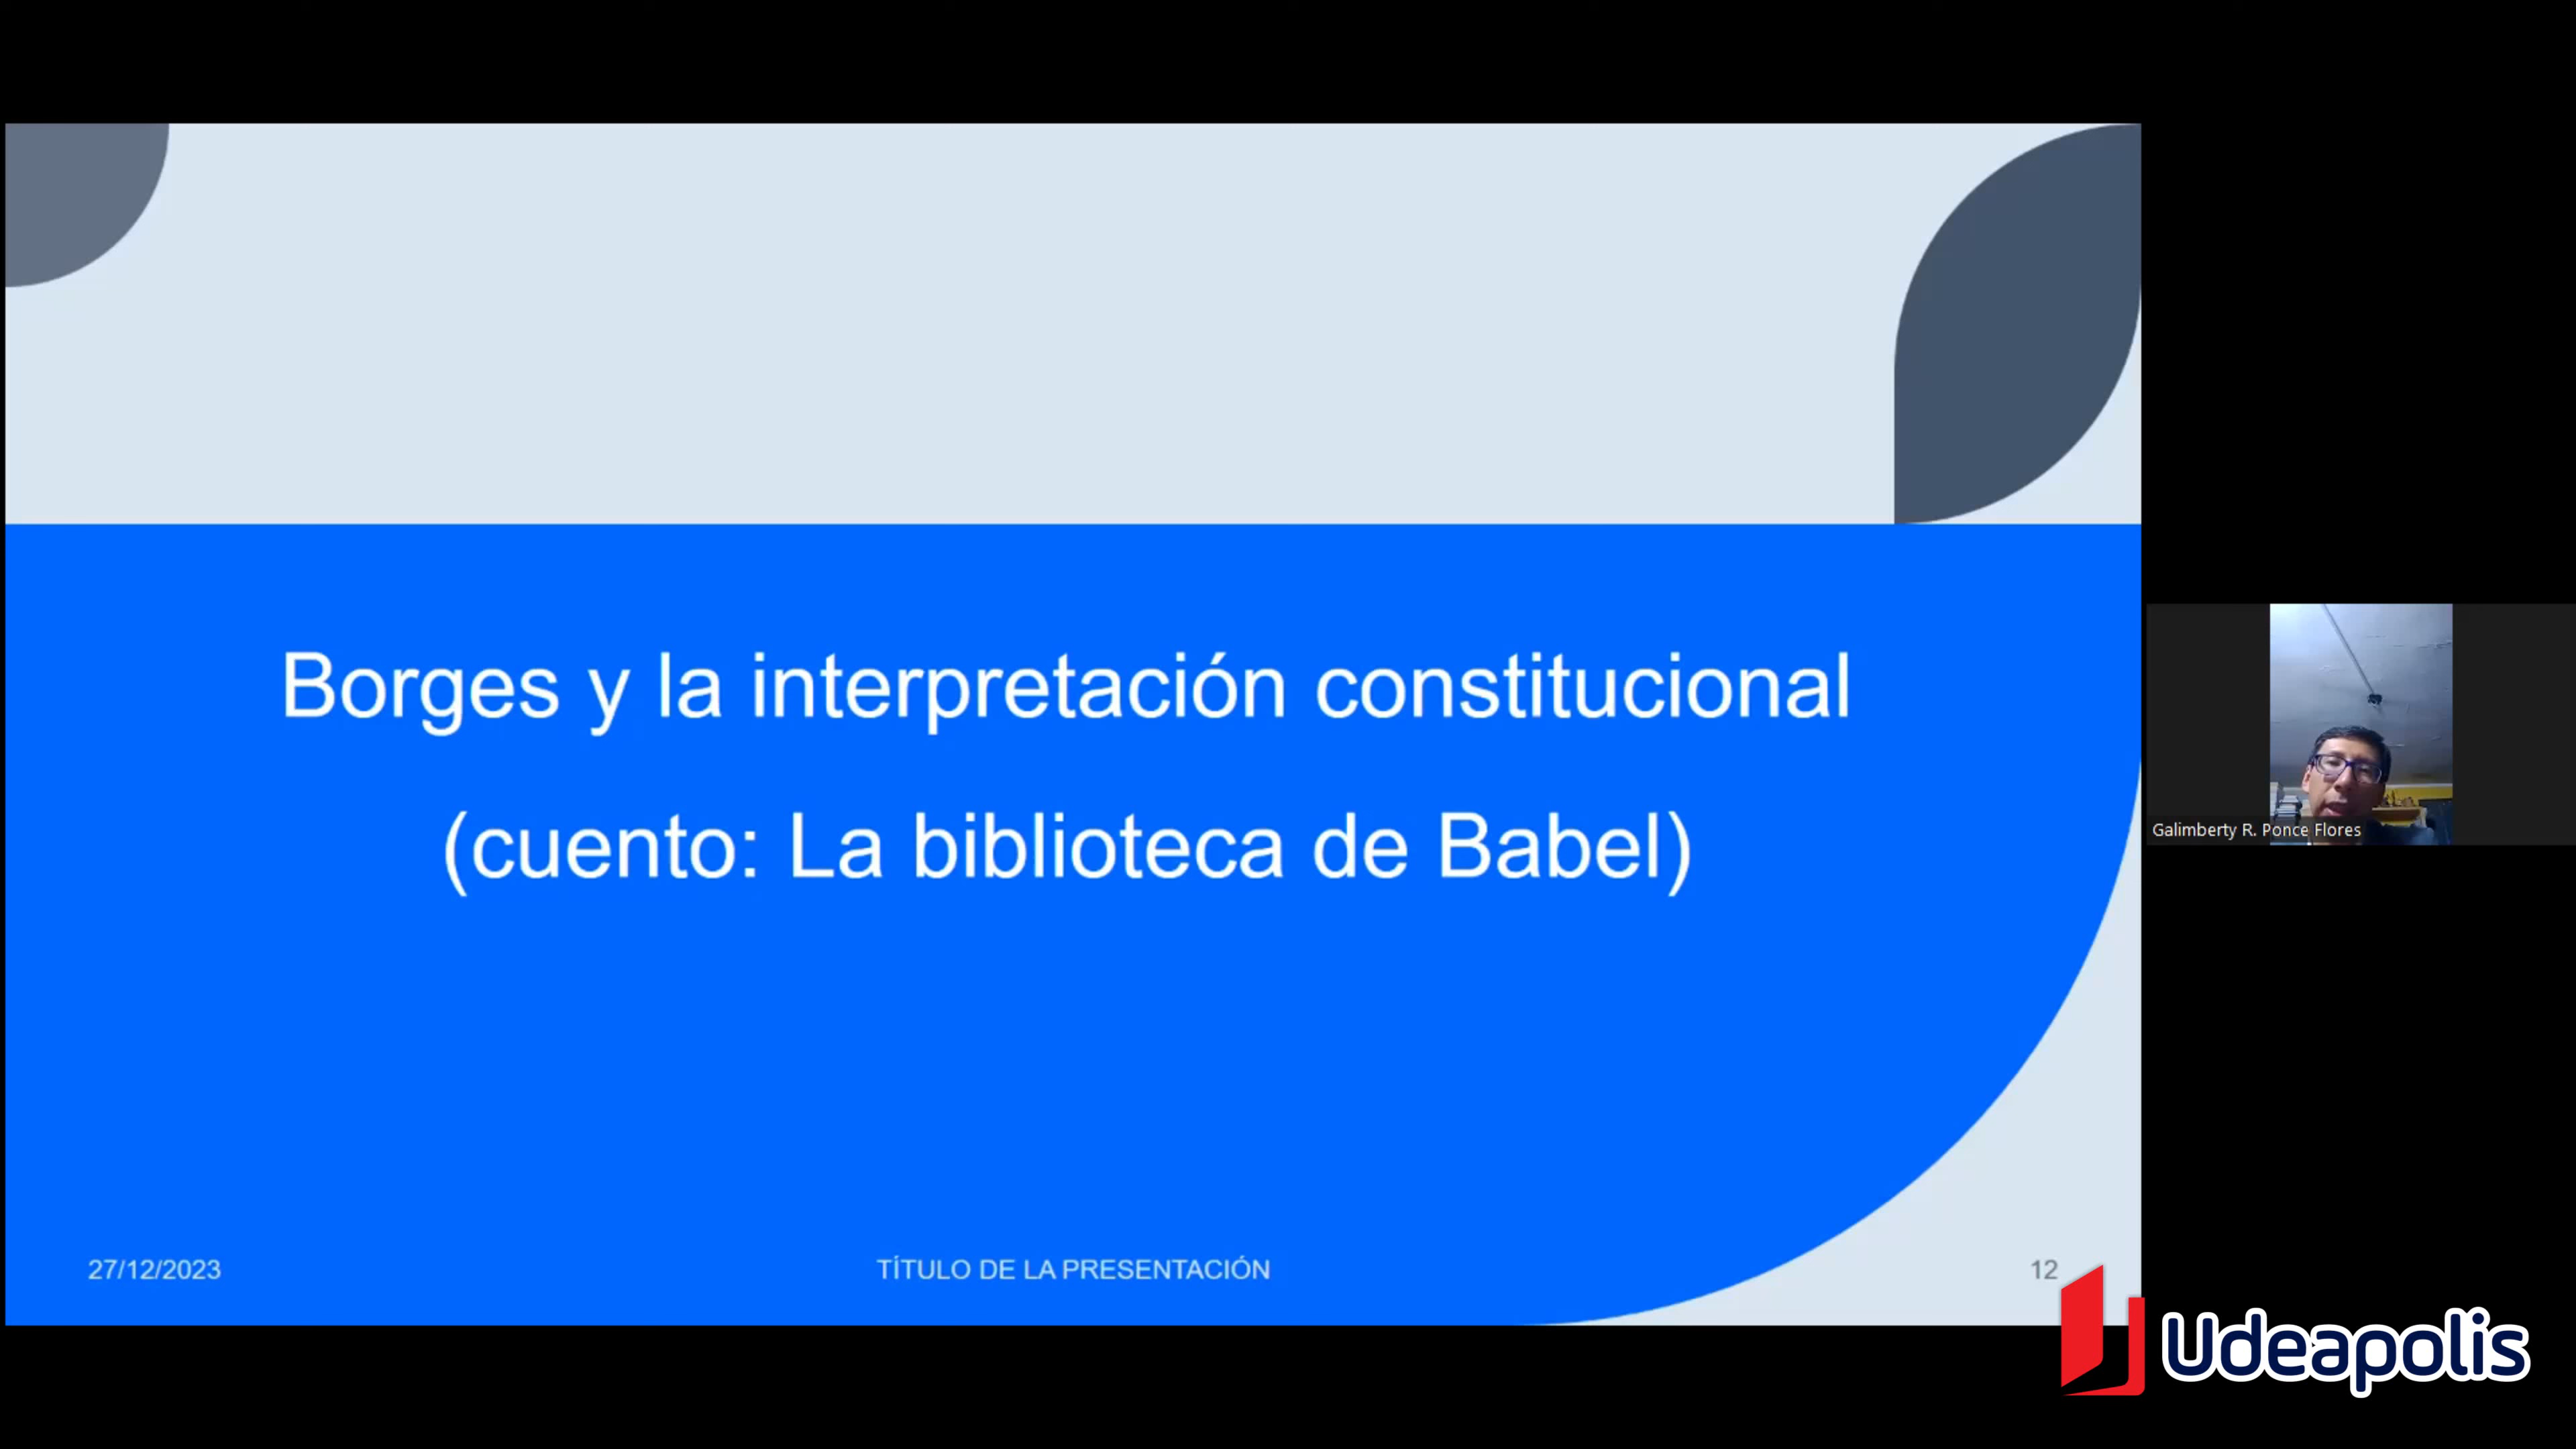 Borges y la interpretación constitucional
(cuento: La biblioteca de Babel)
Galimberty R. Ponce Flores
27/12/2023
TÍTULO DE LA PRESENTACIÓN
12
Udeapolis